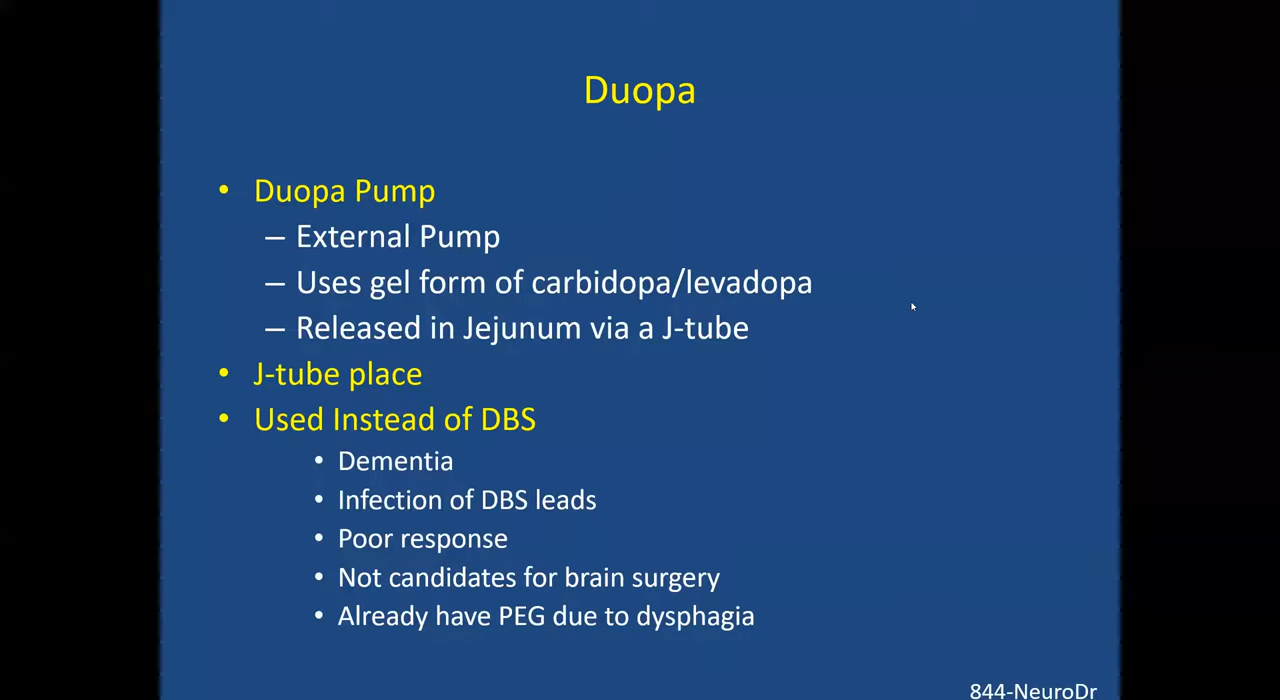 Duopa
• Duopa Pump
– External Pump
– Uses gel form of carbidopa/levadopa
– Released in Jejunum via a J-tube
• J-tube place
• Used Instead of DBS
• Dementia
• Infection of DBS leads
• Poor response
• Not candidates for brain surgery
• Already have PEG due to dysphagia
844-NeuroDr